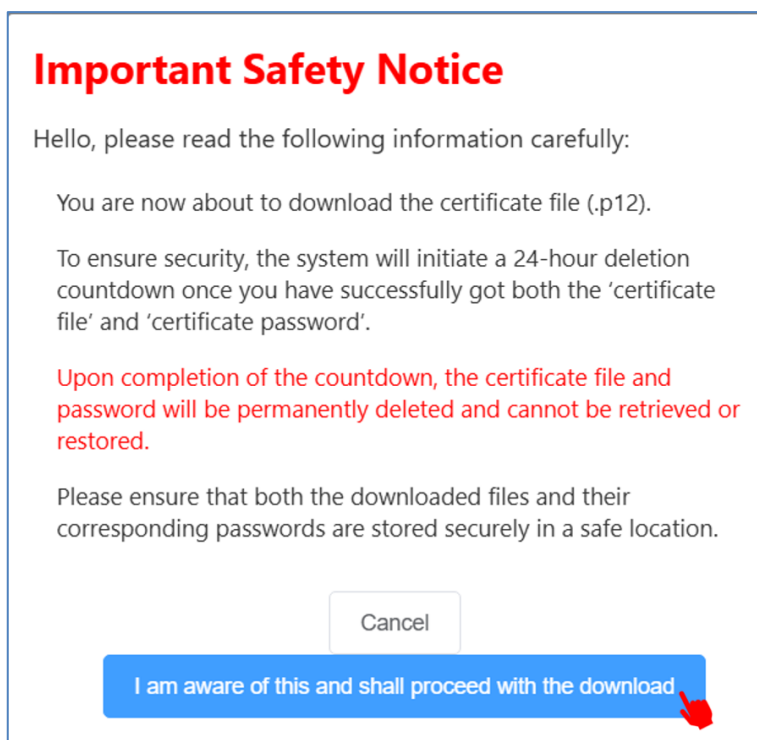 Important Safety Notice
Hello, please read the following information carefully:
You are now about to download the certificate file (.p12).
To ensure security, the system will initiate a 24-hour deletion
countdown once you have successfully got both the ‘certificate
file’ and ‘certificate password’.
Upon completion of the countdown, the certificate file and
password will be permanently deleted and cannot be retrieved or
restored.
Please ensure that both the downloaded files and their
corresponding passwords are stored securely in a safe location.
Cancel
I am aware of this and shall proceed with the download